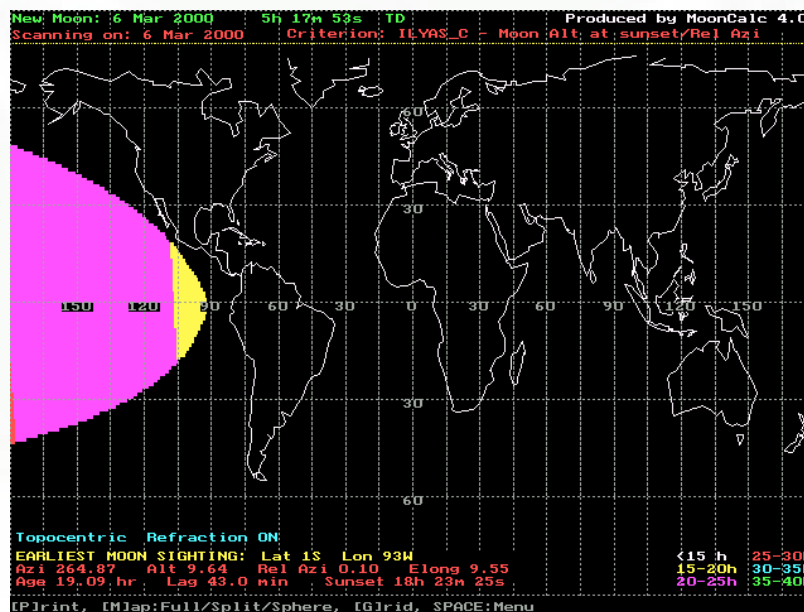 New Moon: 6 Mar 2000 5h 17m 53s TD Produced by MoonCalc 4.0
Scanning on: 6 Mar 2000 Criterion: ILYAS_C - Moon Alt at sunset/Rel Azi
60
30
150 120 90 60 30 0 30 60 90 120 150
30
60
Topocentric Refraction ON
EARLIEST MOON SIGHTING: Lat 1S Lon 93W <15 h 25-30
Azi 264.87 Alt 9.64 Rel Azi 0.10 Elong 9.55 15-20h 30-35
Age 19.09 hr Lag 43.0 min Sunset 18h 23m 25s 20-25h 35-40
[P]rint, [M]ap:Full/Split/Sphere, [G]rid, SPACE:Menu